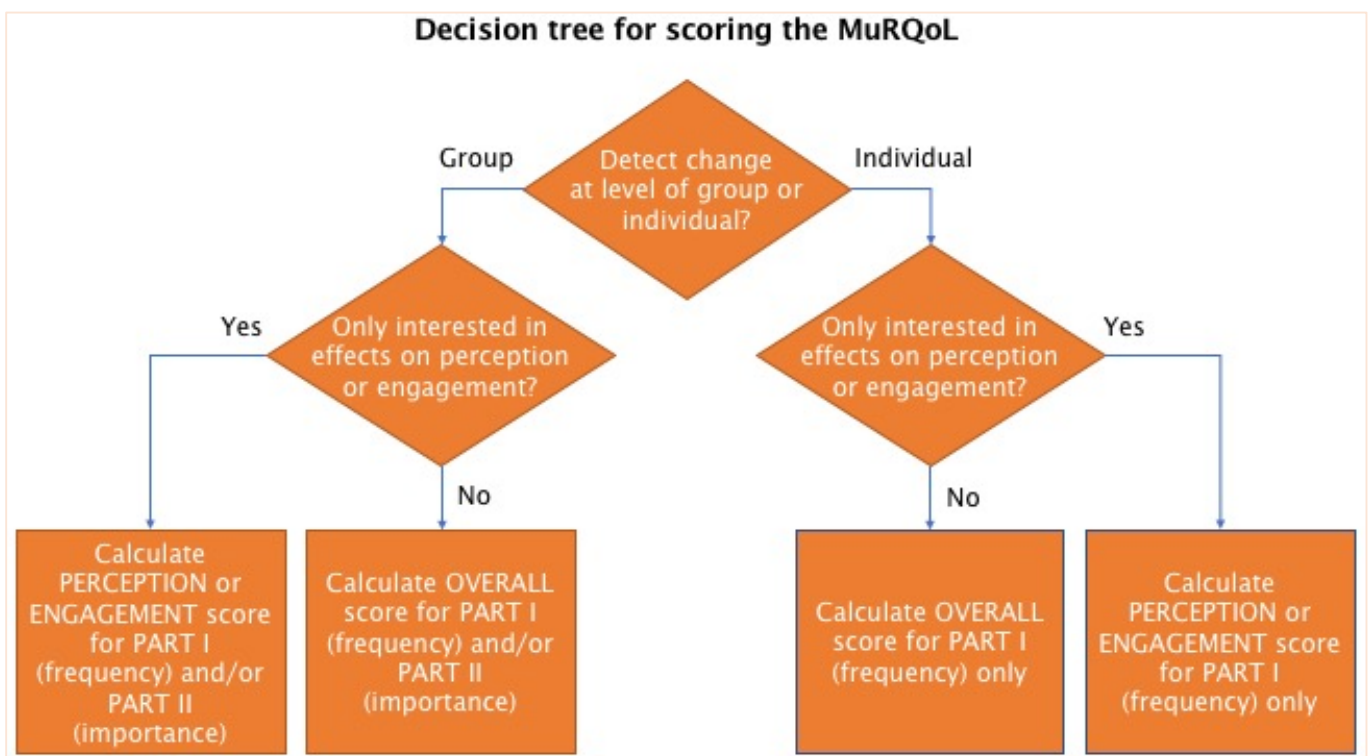 Decision tree for scoring the MuRQoL
Group
Individual
Detect change
at level of group or
individual?
Yes
Only interested in
effects on perception
or engagement?
Only interested in
effects on perception
or engagement?
Yes
No
No
Calculate
PERCEPTION or
ENGAGEMENT score
for PART I
(frequency) and/or
PART II
(importance)
Calculate OVERALL
score for PART I
(frequency) and/or
PART II
(importance)
Calculate OVERALL
score for PART I
(frequency) only
Calculate
PERCEPTION or
ENGAGEMENT score
for PART I
(frequency) only